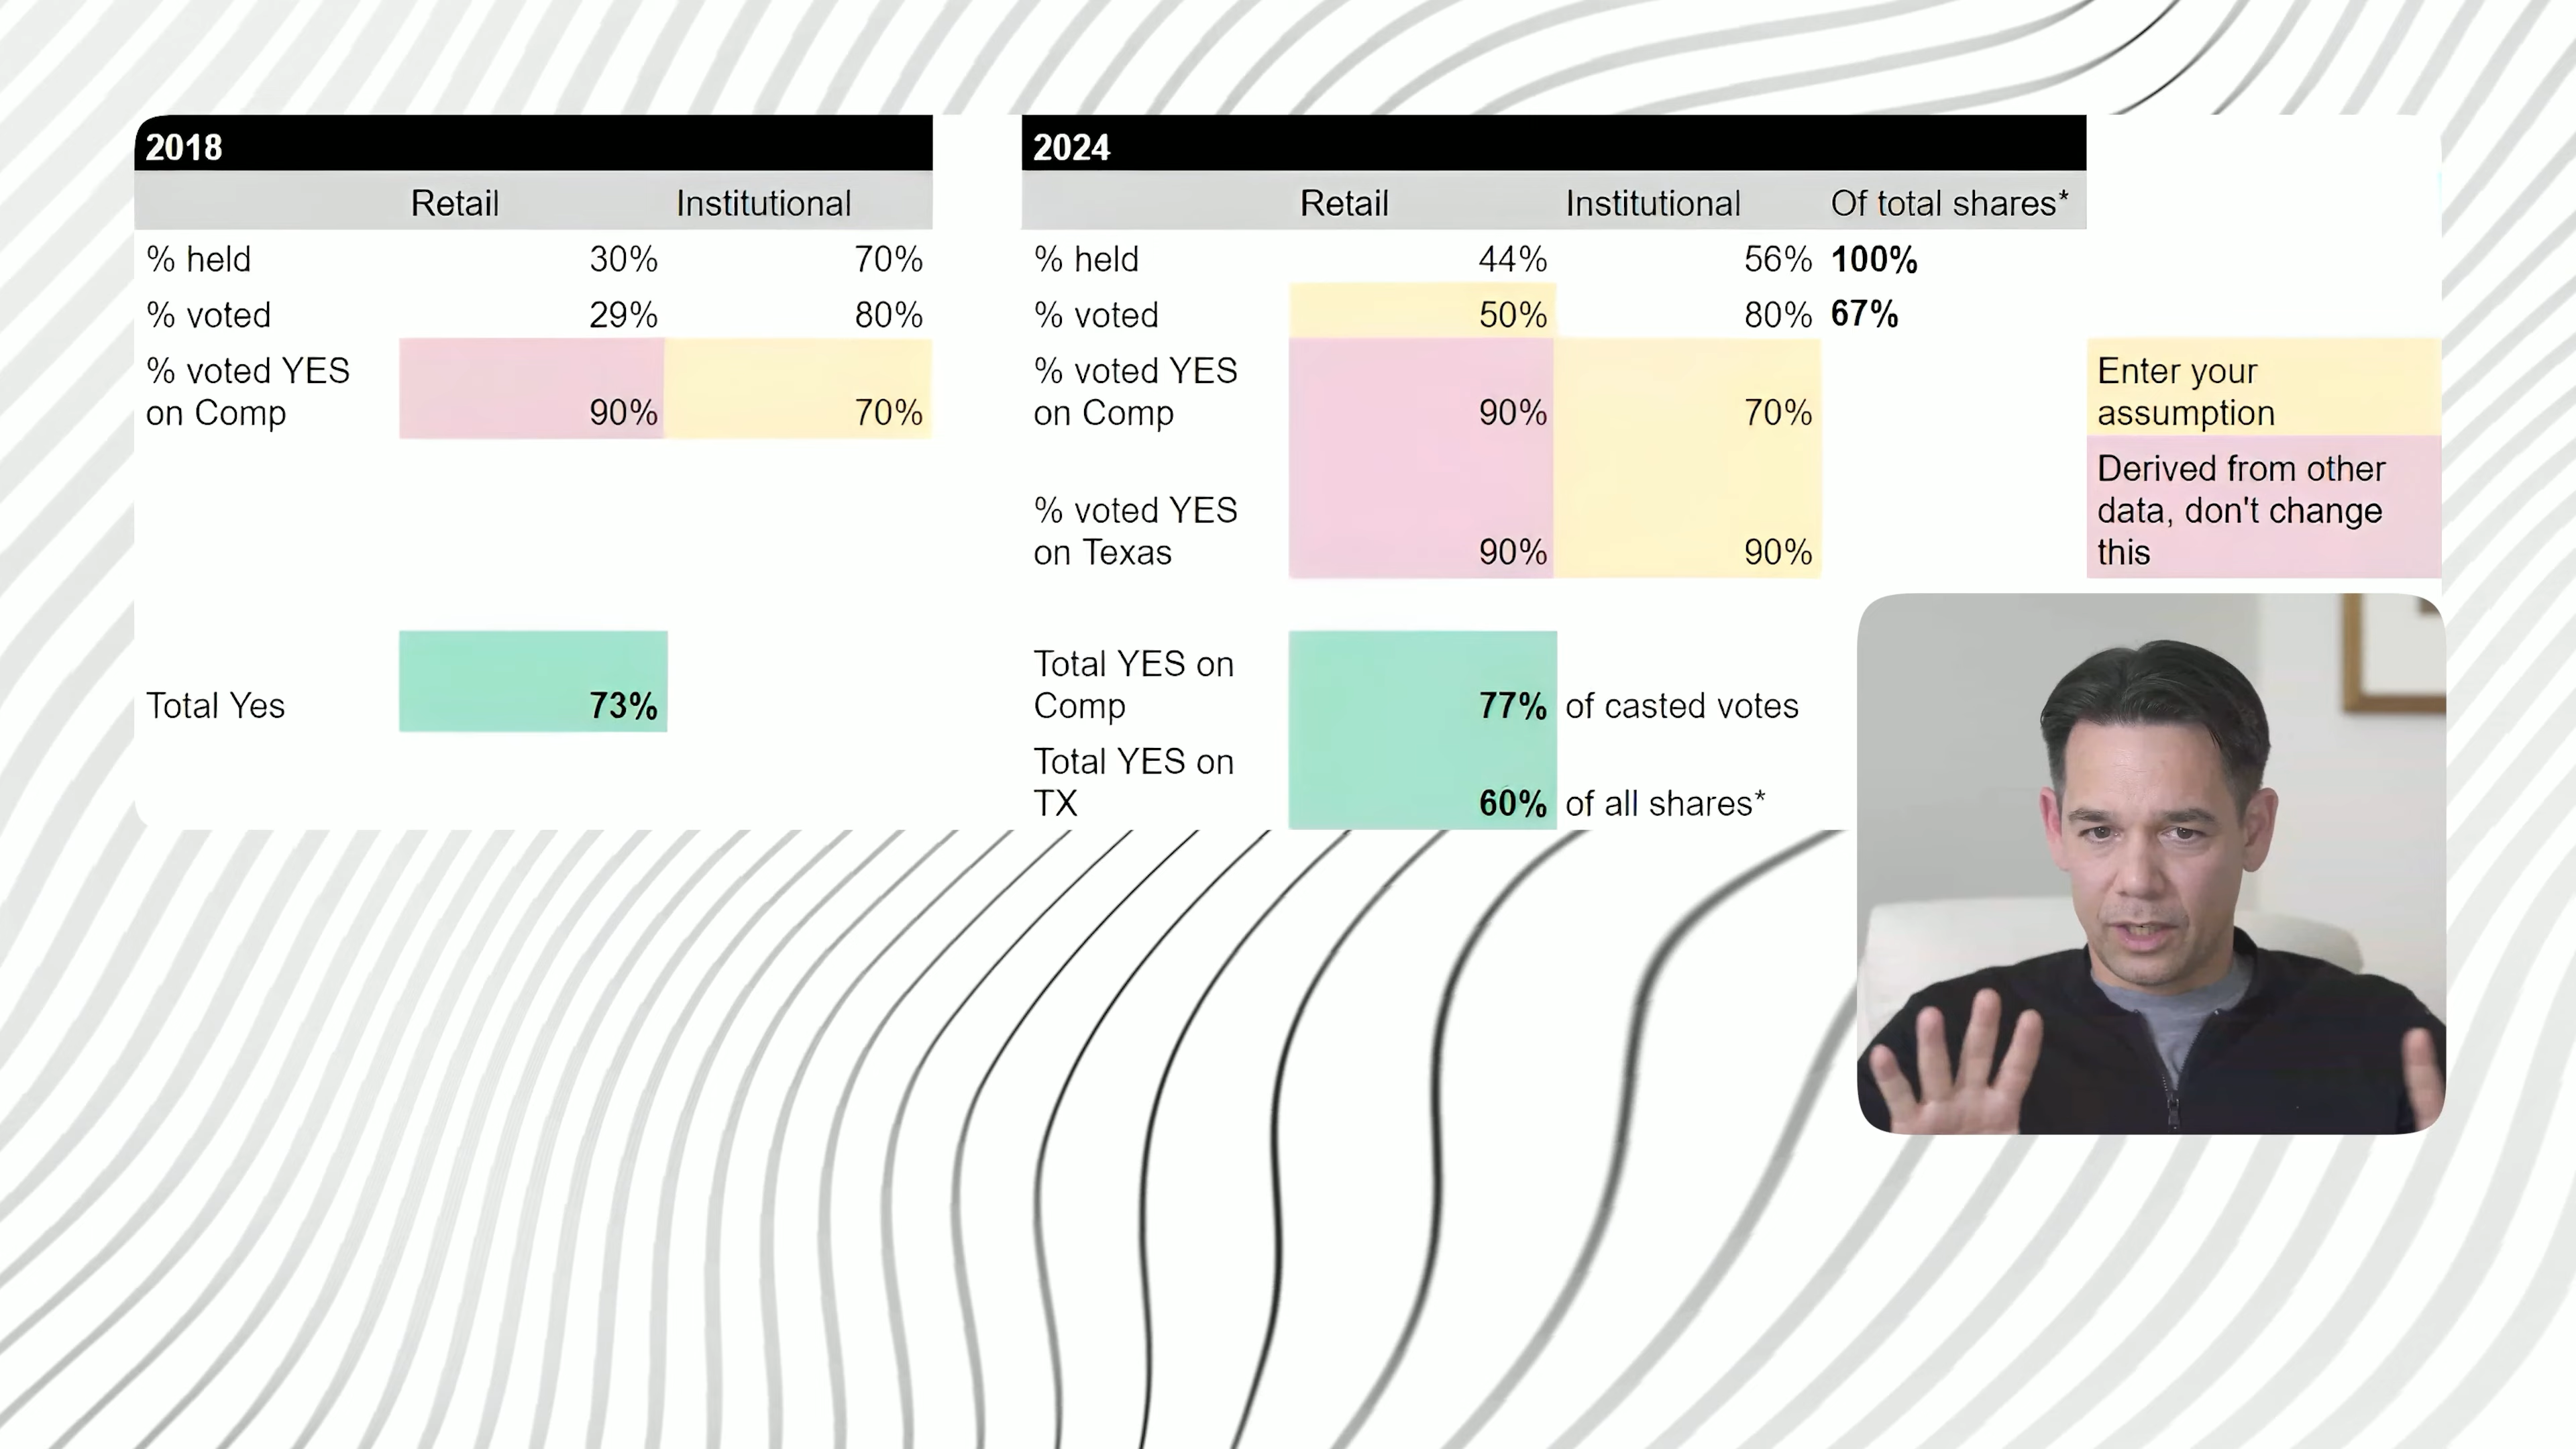 2018
Retail Institutional
% held 30% 70%
% voted 29% 80%
% voted YES
on Comp 90% 70%
Total Yes 73%
2024
Retail Institutional Of total shares*
% held 44% 56% 100%
% voted 50% 80% 67%
% voted YES
on Comp 90% 70%
% voted YES
on Texas 90% 90%
Total YES on
Comp 77% of casted votes
Total YES on
TX 60% of all shares*
Enter your
assumption
Derived from other
data, don't change
this